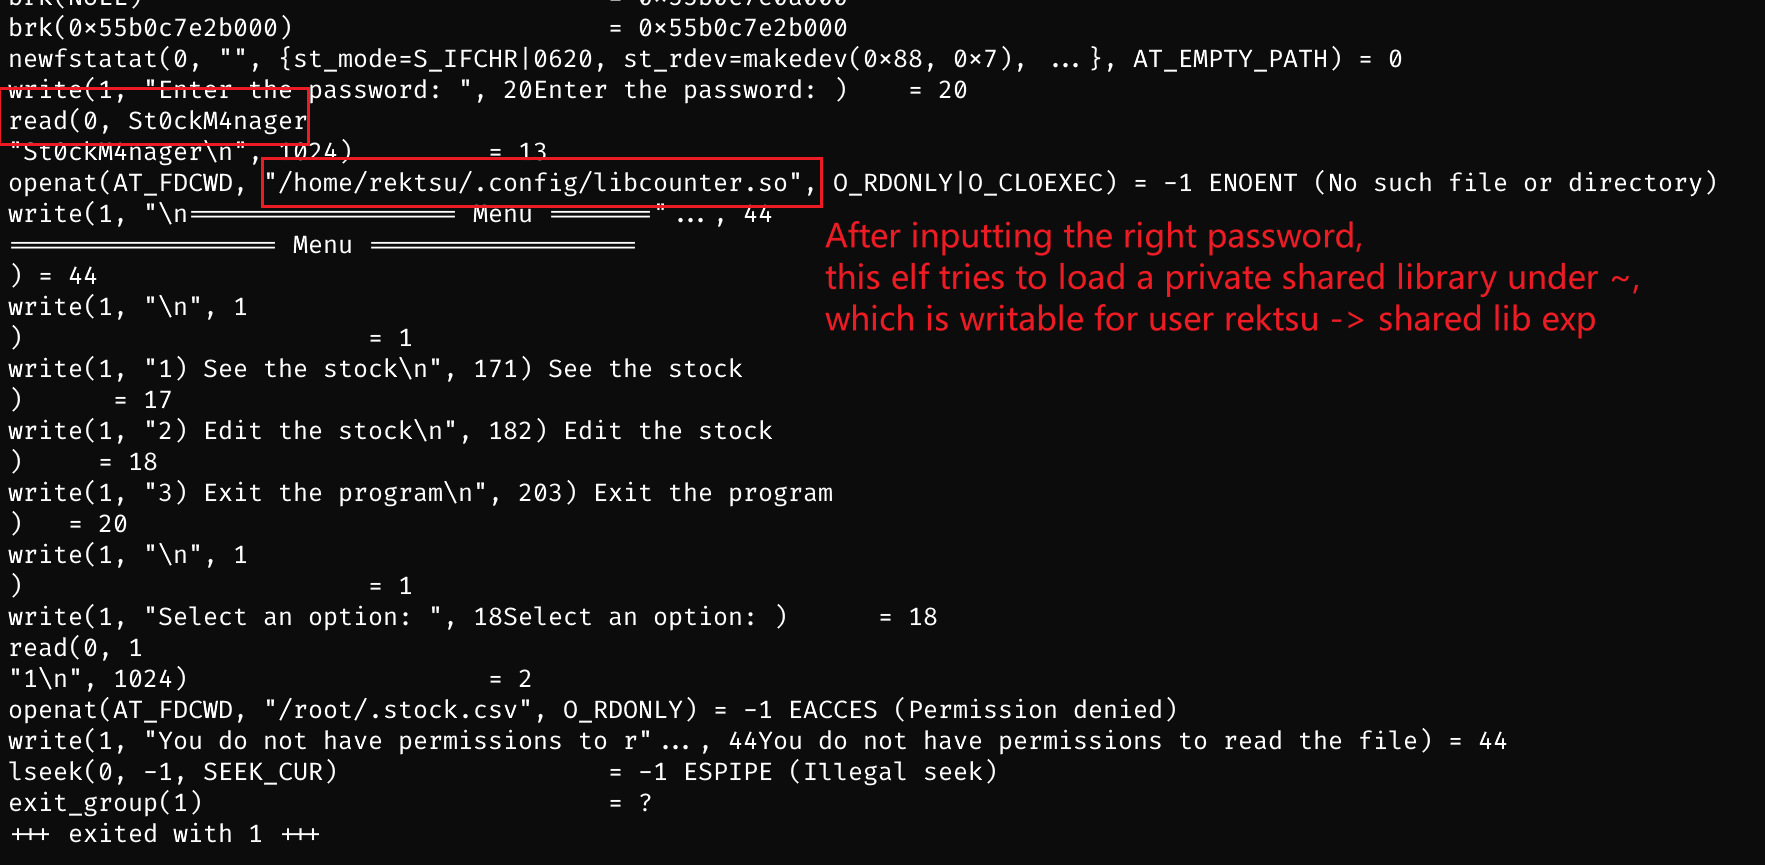 brk(NULL) = 0x55b0c7e0a000
brk(0x55b0c7e2b000) = 0x55b0c7e2b000
newfstatat(0, "", {st_mode=S_IFCHR|0620, st_rdev=makedev(0x88, 0x7), ...}, AT_EMPTY_PATH) = 0
write(1, "Enter the password: ", 20Enter the password: ) = 20
read(0, St0ckM4nager
"St0ckM4nager\n", 1024) = 13
openat(AT_FDCWD, "/home/rektsu/.config/libcounter.so", O_RDONLY|O_CLOEXEC) = -1 ENOENT (No such file or directory)
write(1, "\n================== Menu ======="..., 44
================== Menu ==================
) = 44
After inputting the right password,
this elf tries to load a private shared library under ~,
which is writable for user rektsu -> shared lib exp
write(1, "\n", 1
) = 1
write(1, "1) See the stock\n", 171) See the stock
) = 17
write(1, "2) Edit the stock\n", 182) Edit the stock
) = 18
write(1, "3) Exit the program\n", 203) Exit the program
) = 20
write(1, "\n", 1
) = 1
write(1, "Select an option: ", 18Select an option: ) = 18
read(0, 1
"1\n", 1024) = 2
openat(AT_FDCWD, "/root/.stock.csv", O_RDONLY) = -1 EACCES (Permission denied)
write(1, "You do not have permissions to r"..., 44You do not have permissions to read the file) = 44
lseek(0, -1, SEEK_CUR) = -1 ESPIPE (Illegal seek)
exit_group(1) = ?
+++ exited with 1 +++